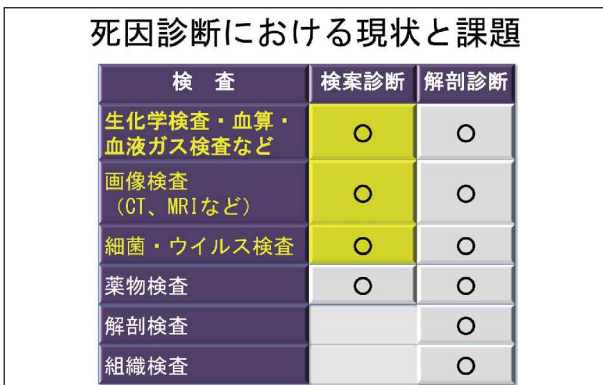 死因診断における現状と課題
検　査 検案診断 解剖診断
生化学検査・血算・
血液ガス検査など ○ ○
画像検査
（CT、MRIなど） ○ ○
細菌・ウイルス検査 ○ ○
薬物検査 ○ ○
解剖検査 ○
組織検査 ○